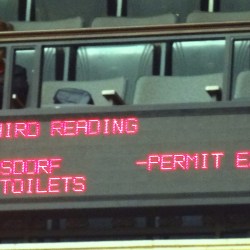 HIRD READING
SDORF -PERMIT E
TOILETS